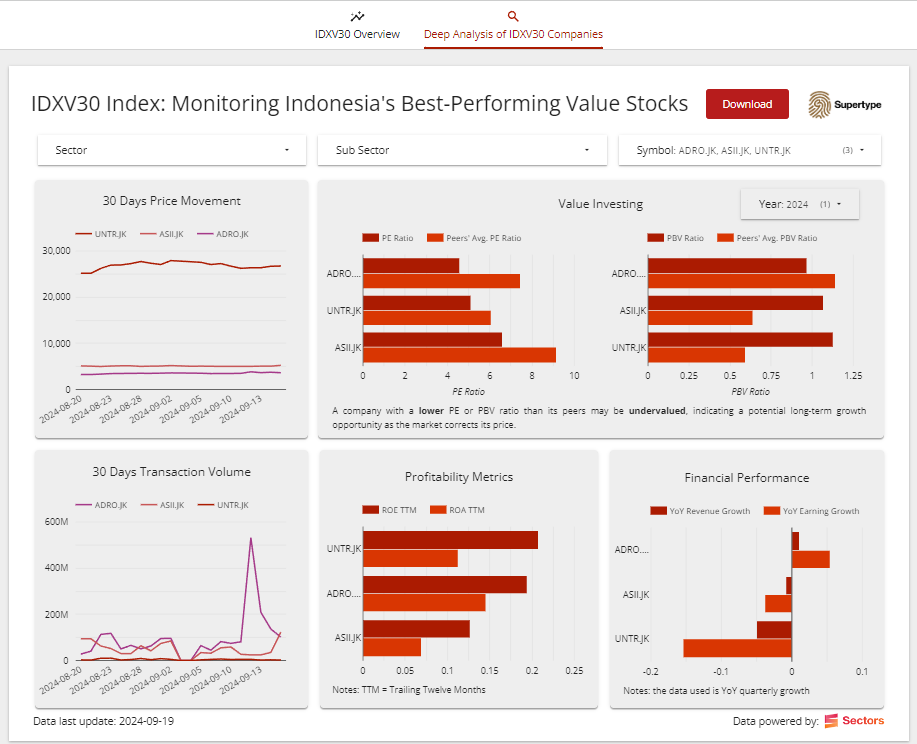 IDXV30 Overview
Deep Analysis of IDXV30 Companies
IDXV30 Index: Monitoring Indonesia's Best-Performing Value Stocks
Download
Supertype
Sector
Sub Sector
Symbol: ADRO.JK, ASII.JK, UNTR.JK (3)
30 Days Price Movement
UNTR.JK ASII.JK ADRO.JK
30,000
20,000
10,000
0
2024-08-20 2024-08-23 2024-08-28 2024-09-02 2024-09-05 2024-09-10 2024-09-13
Value Investing
Year: 2024 (1)
PE Ratio Peers' Avg. PE Ratio
ADRO....
UNTR.JK
ASII.JK
0 2 4 6 8 10
PE Ratio
PBV Ratio Peers' Avg. PBV Ratio
ADRO....
ASII.JK
UNTR.JK
0 0.25 0.5 0.75 1 1.25
PBV Ratio
A company with a lower PE or PBV ratio than its peers may be undervalued, indicating a potential long-term growth
opportunity as the market corrects its price.
30 Days Transaction Volume
ADRO.JK ASII.JK UNTR.JK
600M
400M
200M
0
2024-08-20 2024-08-23 2024-08-28 2024-09-02 2024-09-05 2024-09-10 2024-09-13
Profitability Metrics
ROE TTM ROA TTM
UNTR.JK
ADRO....
ASII.JK
0 0.05 0.1 0.15 0.2 0.25
Notes: TTM = Trailing Twelve Months
Financial Performance
YoY Revenue Growth YoY Earning Growth
ADRO....
ASII.JK
UNTR.JK
-0.2 -0.1 0 0.1
Notes: the data used is YoY quarterly growth
Data last update: 2024-09-19
Data powered by: Sectors